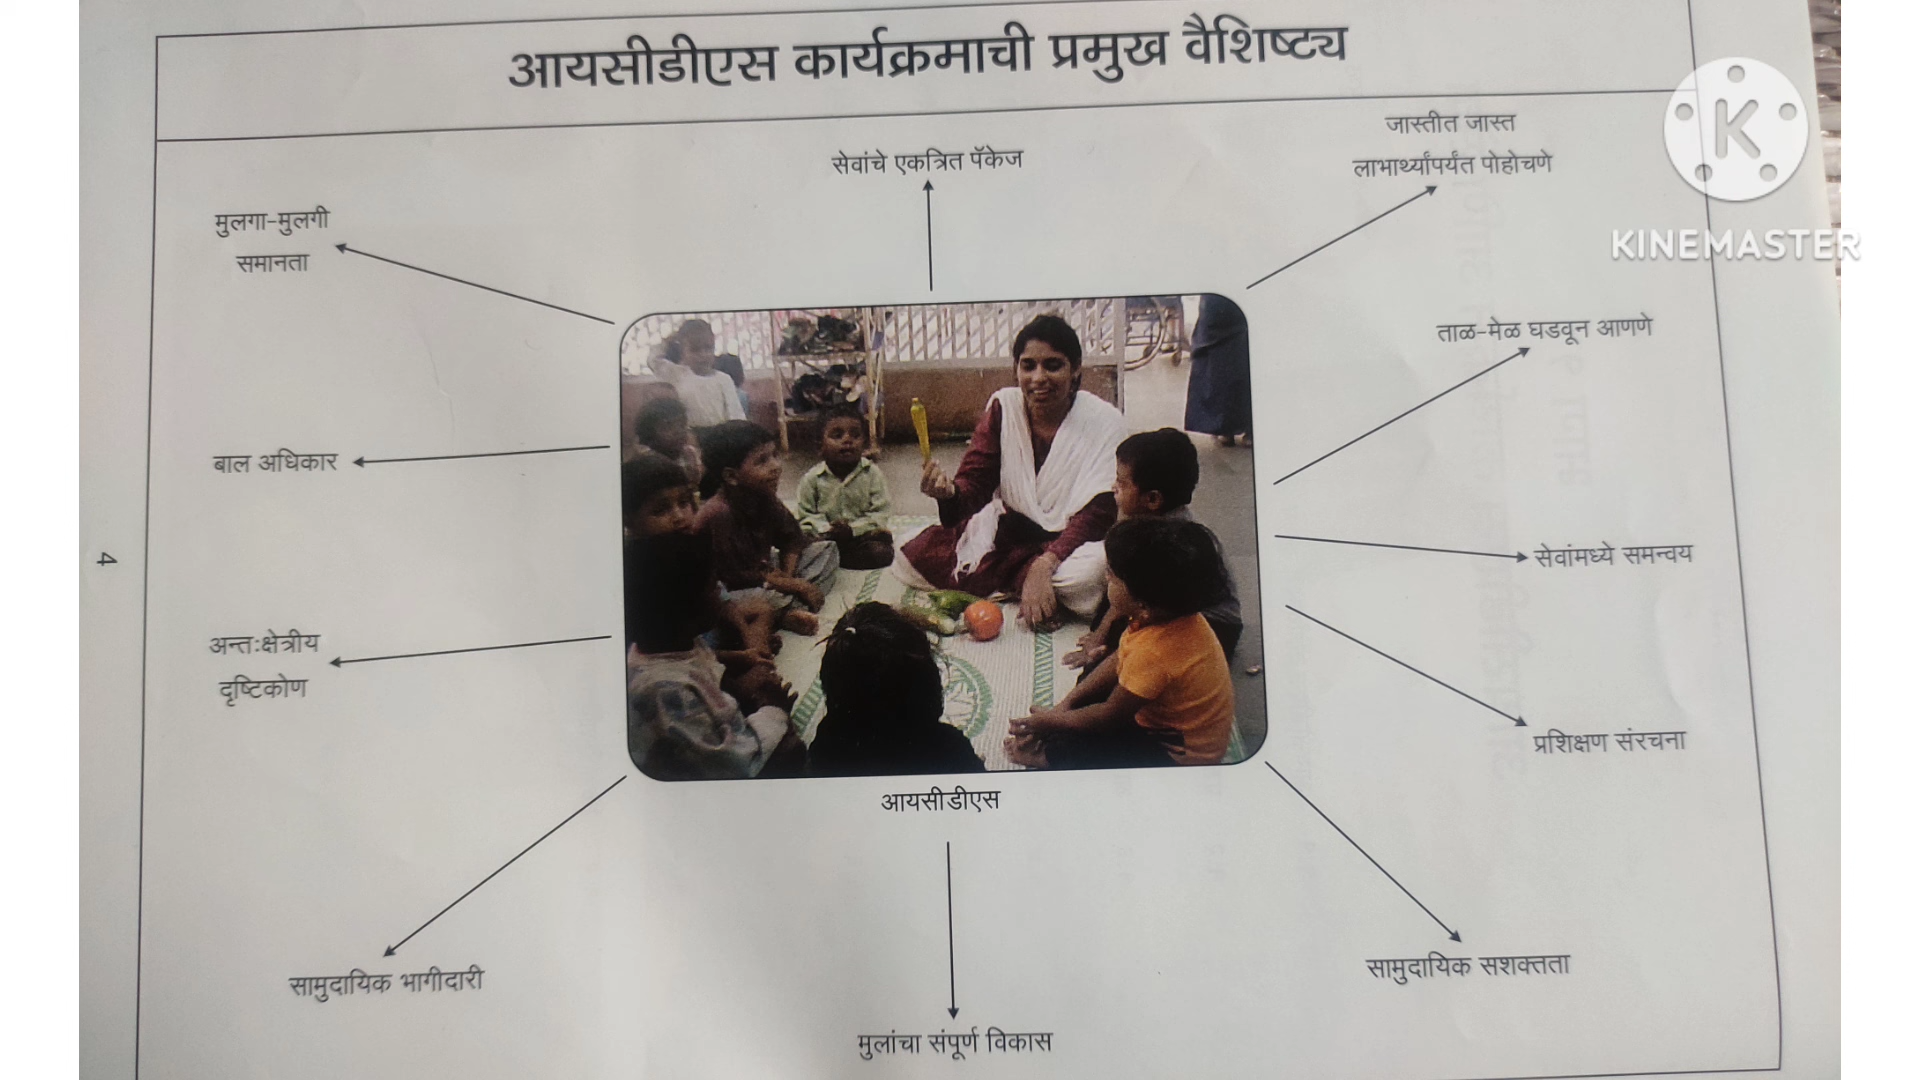 आयसीडीएस कार्यक्रमाची प्रमुख वैशिष्ट्य
जास्तीत जास्त
लाभार्थ्यांपर्यंत पोहोचणे
सेवांचे एकत्रित पॅकेज
मुलगा-मुलगी
समानता
K
KINEMASTER
ताळ-मेळ घडवून आणणे
बाल अधिकार
सेवांमध्ये समन्वय
4
अन्तःक्षेत्रीय
दृष्टिकोण
प्रशिक्षण संरचना
आयसीडीएस
सामुदायिक भागीदारी
सामुदायिक सशक्तता
मुलांचा संपूर्ण विकास